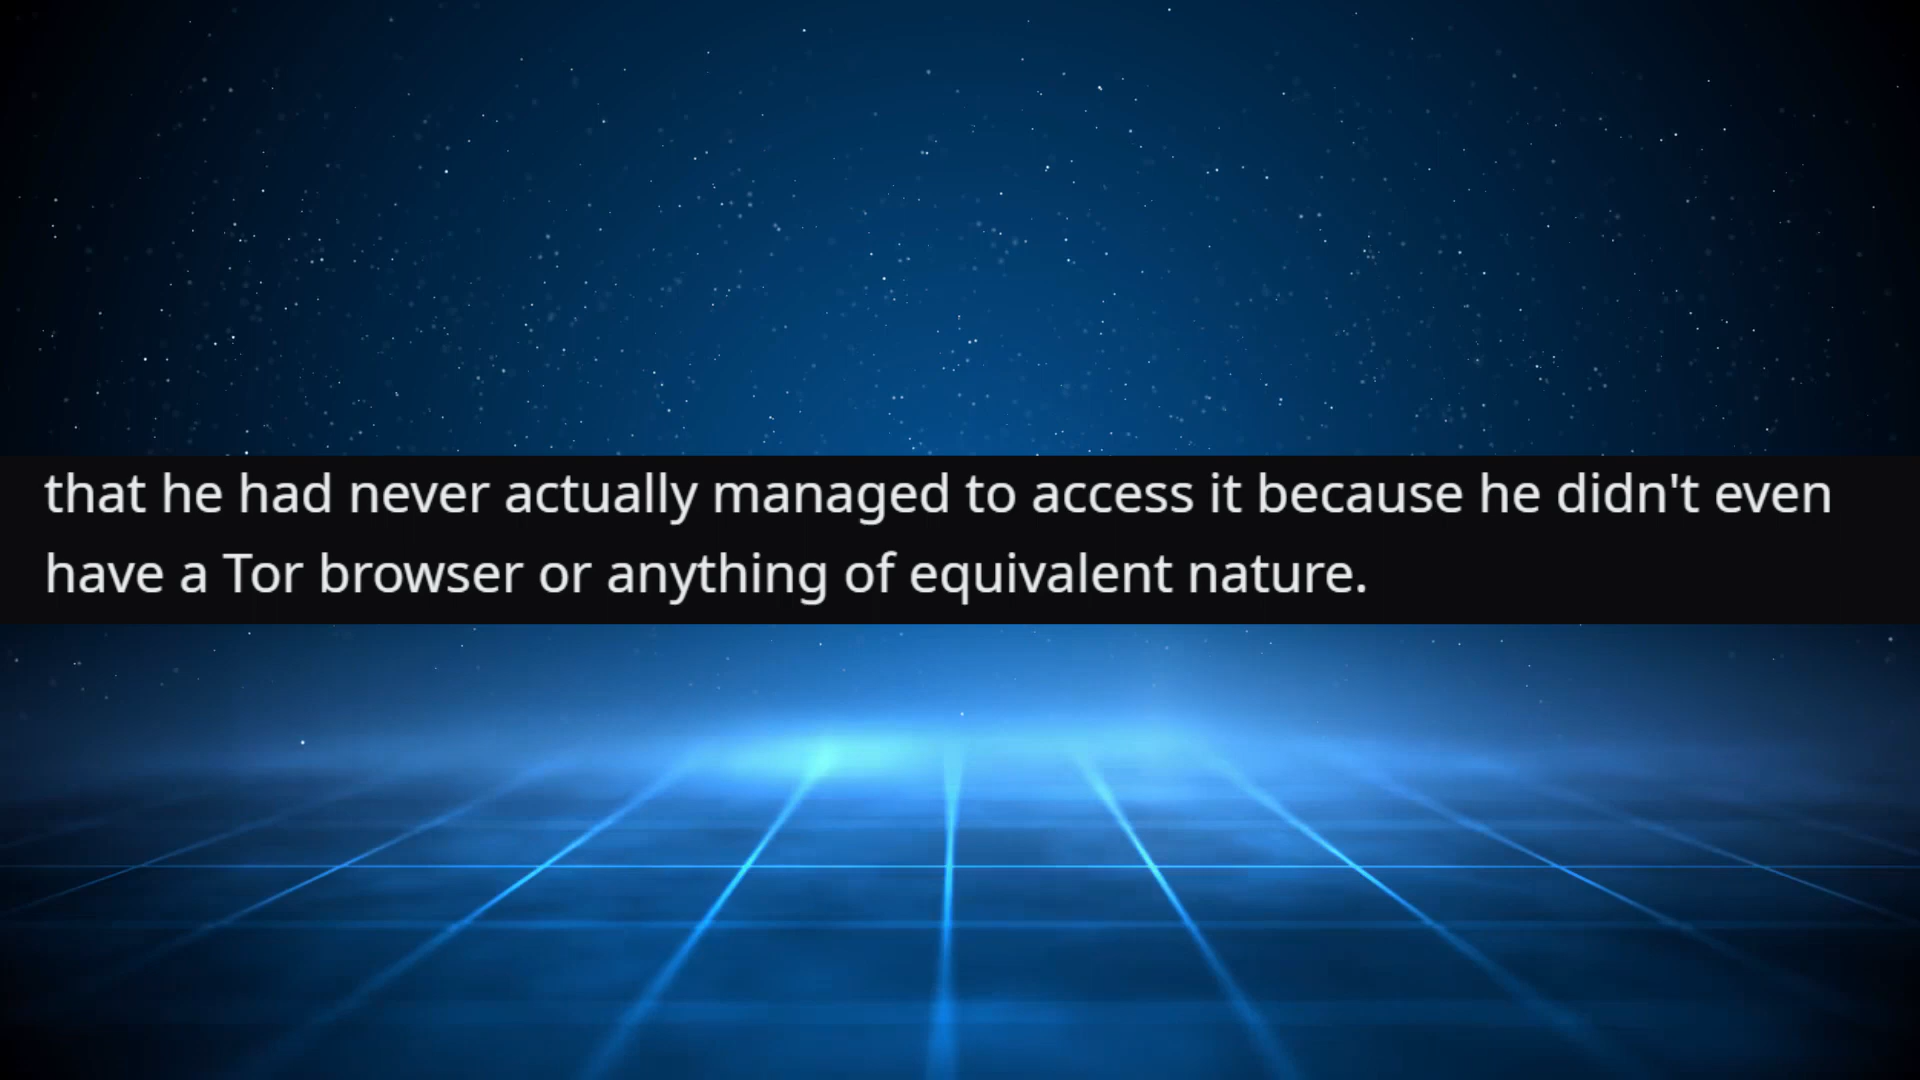 that he had never actually managed to access it because he didn't even
have a Tor browser or anything of equivalent nature.